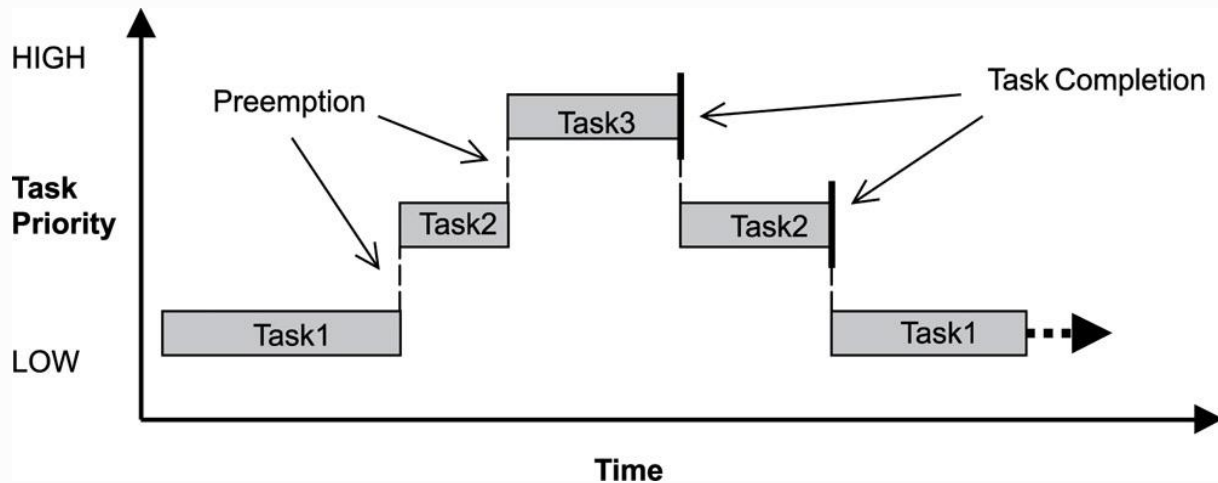 HIGH
Preemption
Task Completion
Task3
Task
Priority
Task2
Task2
Task1
Task1
LOW
Time